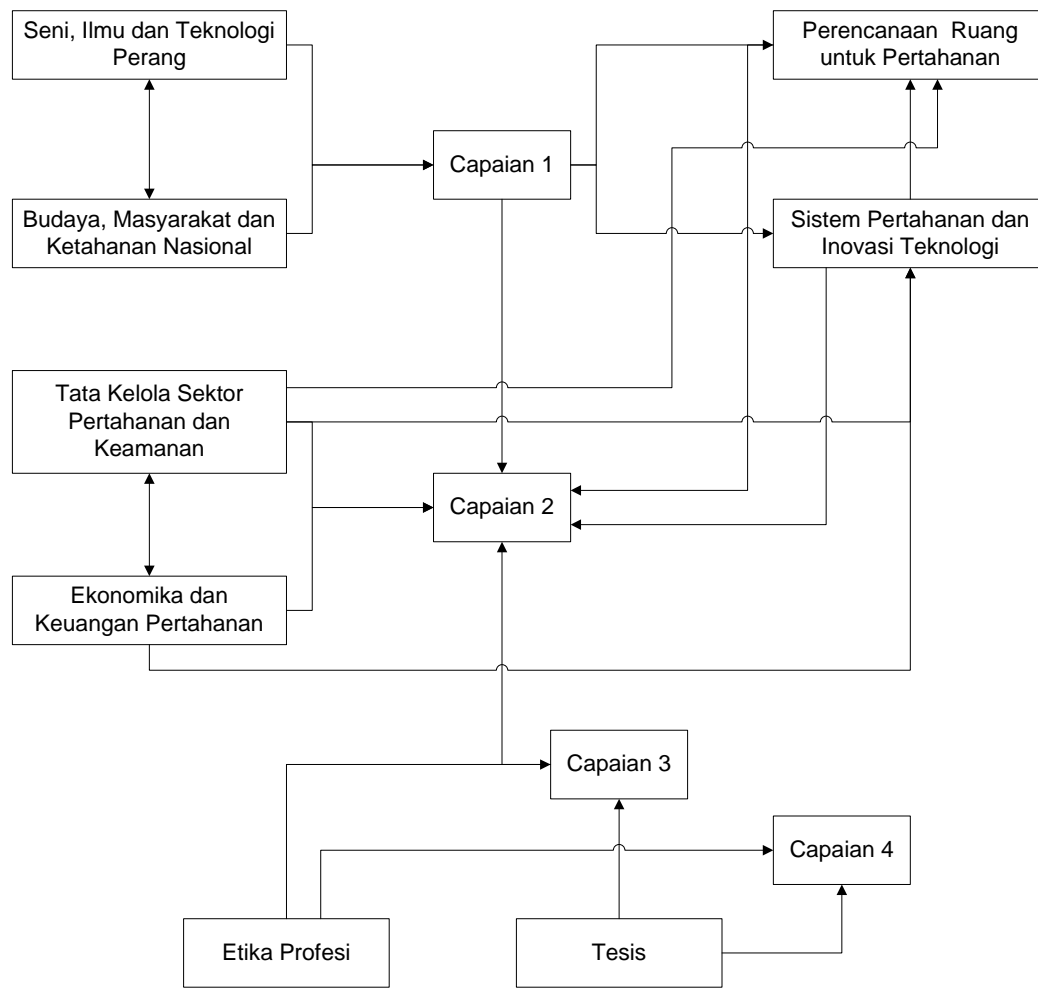 Seni, Ilmu dan Teknologi
Perang
Perencanaan Ruang
untuk Pertahanan
Capaian 1
Budaya, Masyarakat dan
Ketahanan Nasional
Sistem Pertahanan dan
Inovasi Teknologi
Tata Kelola Sektor
Pertahanan dan
Keamanan
Capaian 2
Ekonomika dan
Keuangan Pertahanan
Capaian 3
Capaian 4
Etika Profesi
Tesis